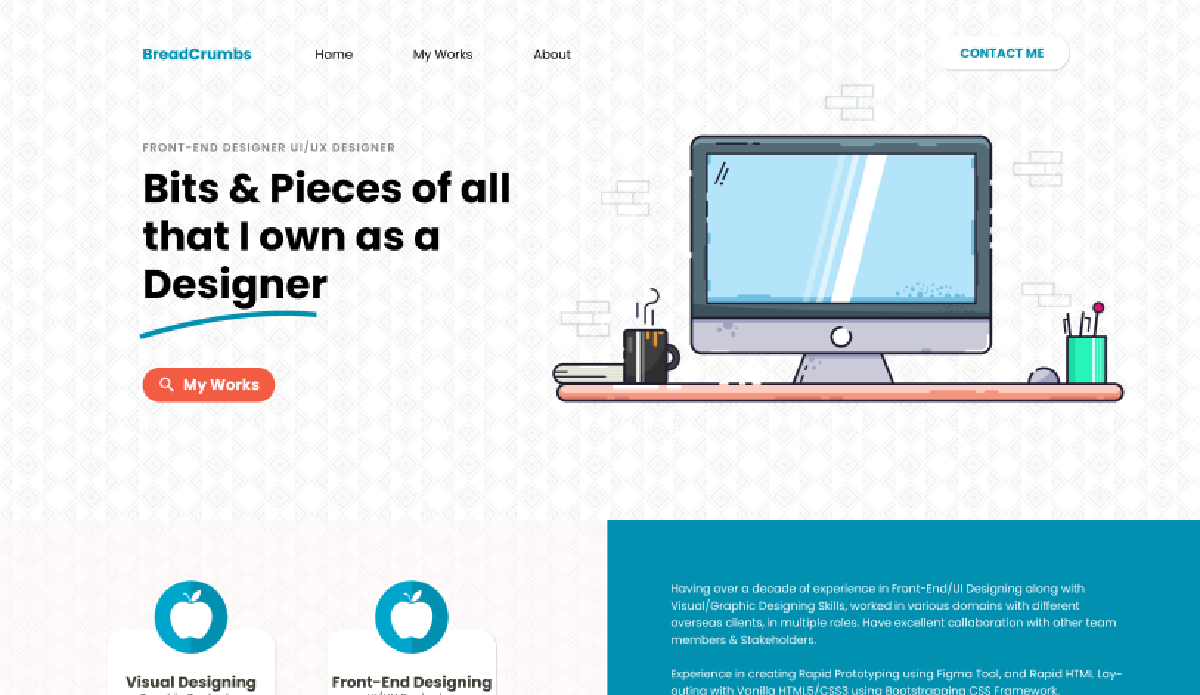 BreadCrumbs
Home
My Works
About
CONTACT ME
FRONT-END DESIGNER UI/UX DESIGNER
Bits & Pieces of all
that I own as a
Designer
My Works
Visual Designing
Front-End Designing
Having over a decade of experience in Front-End/UI Designing along with
Visual/Graphic Designing Skills, worked in various domains with different
overseas clients, in multiple roles. Have excellent collaboration with other team
members & Stakeholders.
Experience in creating Rapid Prototyping using Figma Tool, and Rapid HTML Lay-
outing with Vanilla HTML5/CSS3 using Bootstrapping CSS Framework.